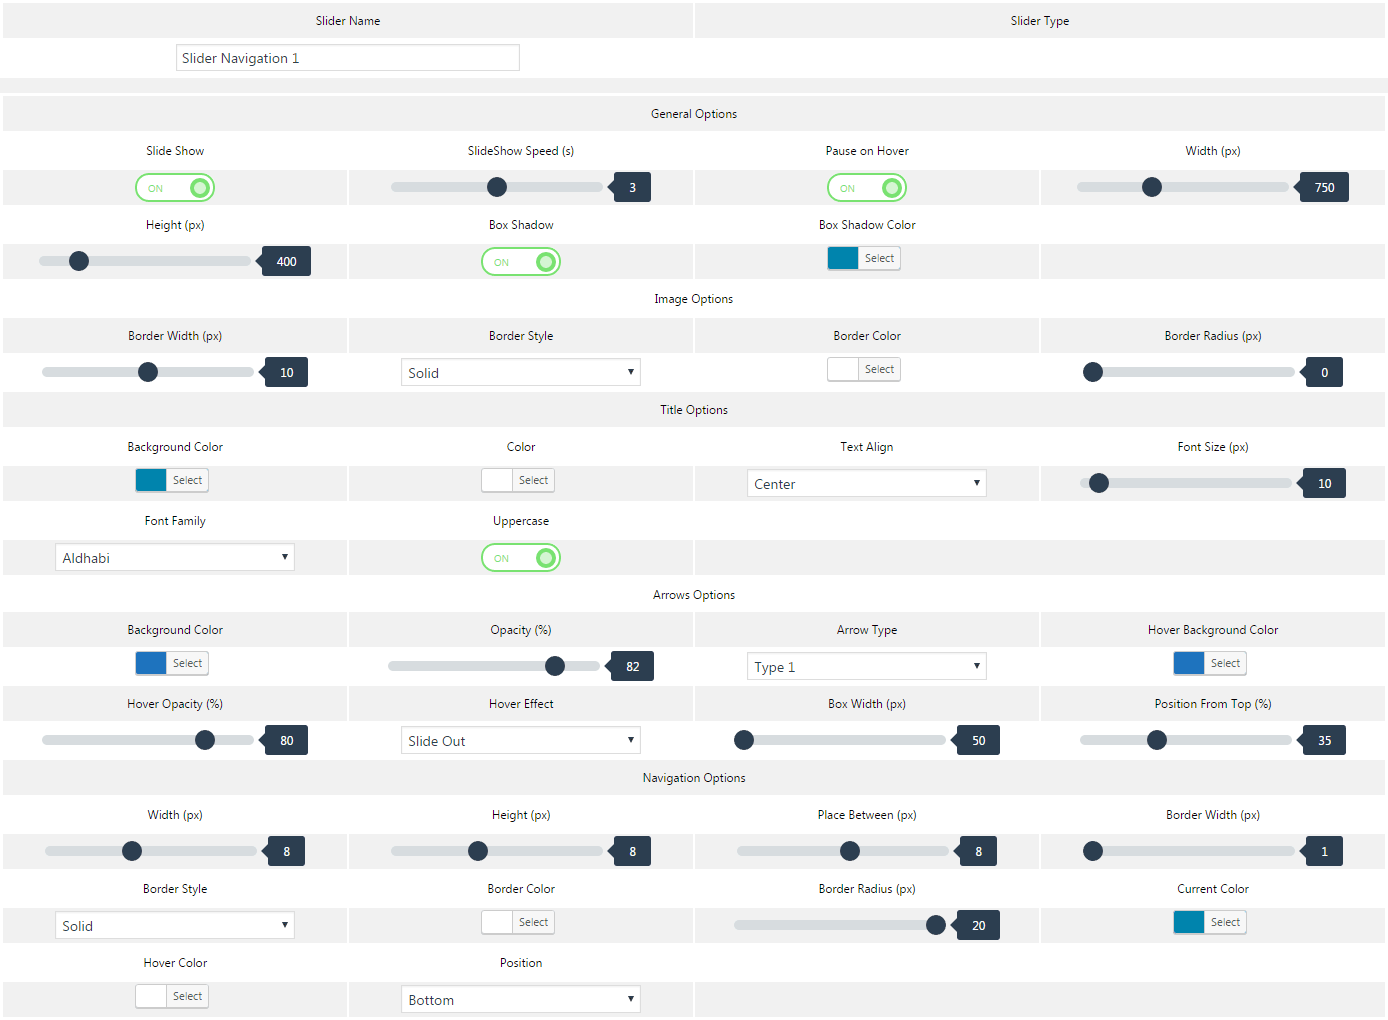 Slider Name Slider Type
Slider Navigation 1
General Options
Slide Show SlideShow Speed (s) Pause on Hover Width (px)
ON 3 ON 750
Height (px) Box Shadow Box Shadow Color
400 ON Select
Image Options
Border Width (px) Border Style Border Color Border Radius (px)
10 Solid Select 0
Title Options
Background Color Color Text Align Font Size (px)
Select Select Center 10
Font Family Uppercase
Aldhabi ON
Arrows Options
Background Color Opacity (%) Arrow Type Hover Background Color
Select 82 Type 1 Select
Hover Opacity (%) Hover Effect Box Width (px) Position From Top (%)
80 Slide Out 50 35
Navigation Options
Width (px) Height (px) Place Between (px) Border Width (px)
8 8 8 1
Border Style Border Color Border Radius (px) Current Color
Solid Select 20 Select
Hover Color Position
Select Bottom